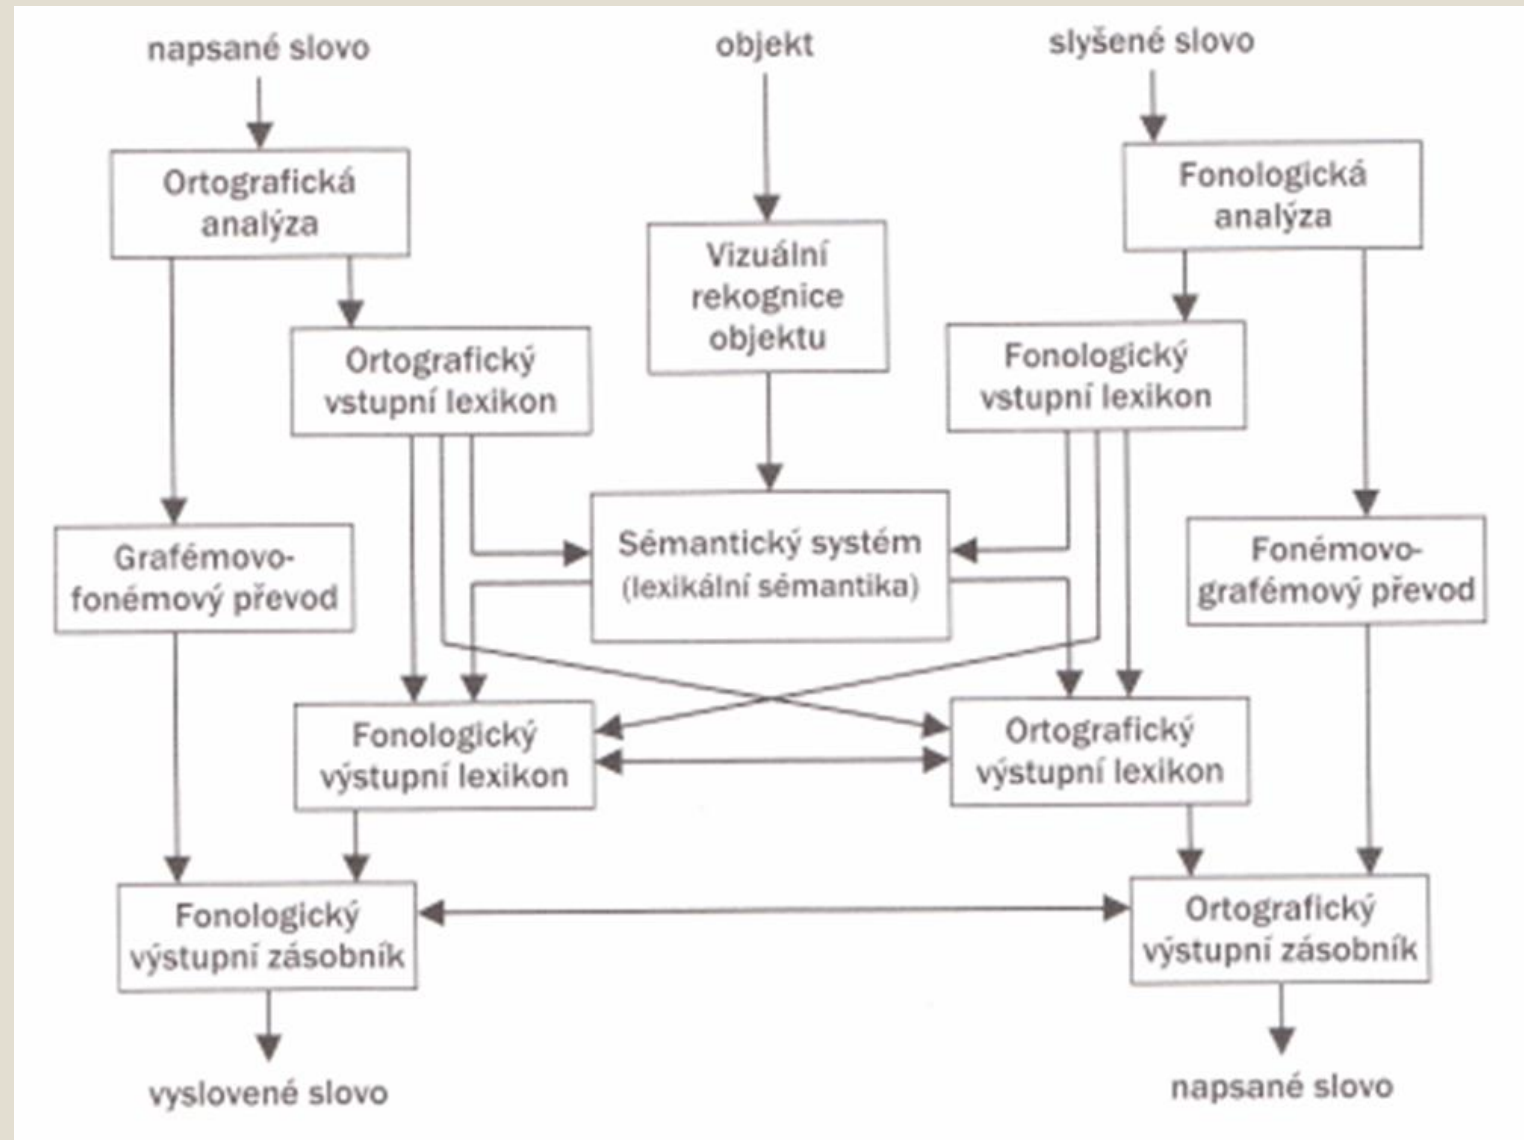 napsané slovo
objekt
slyšené slovo
Ortografická
analýza
Fonologická
analýza
Vizuální
rekognice
objektu
Ortografický
vstupní lexikon
Fonologický
vstupní lexikon
Sémantický systém
(lexikální sémantika)
Grafémovo-
fonémový převod
Fonémovo-
grafémový převod
Fonologický
výstupní lexikon
Ortografický
výstupní lexikon
Fonologický
výstupní zásobník
Ortografický
výstupní zásobník
vyslovené slovo
napsané slovo